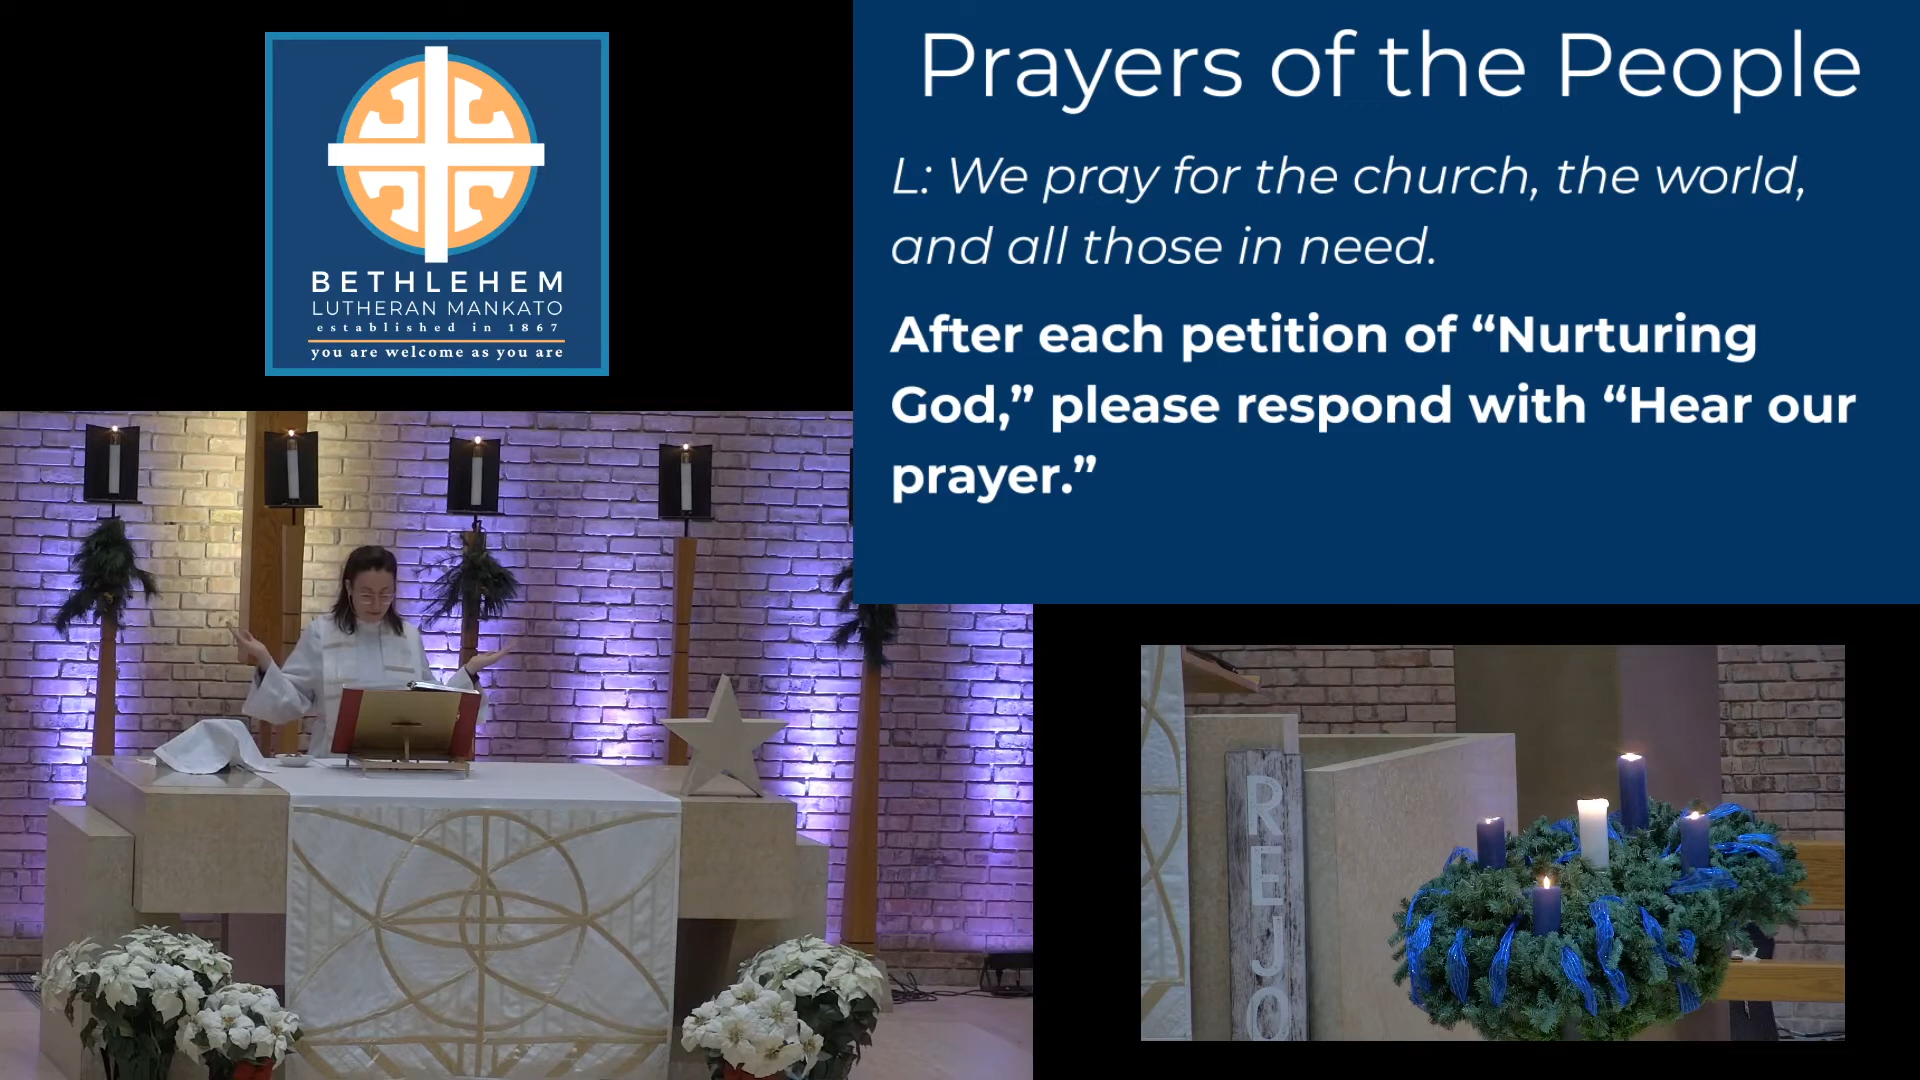 BETHLEHEM
LUTHERAN MANKATO
established in 1867
you are welcome as you are
Prayers of the People
L: We pray for the church, the world,
and all those in need.
After each petition of “Nurturing
God,” please respond with “Hear our
prayer.”
REJO